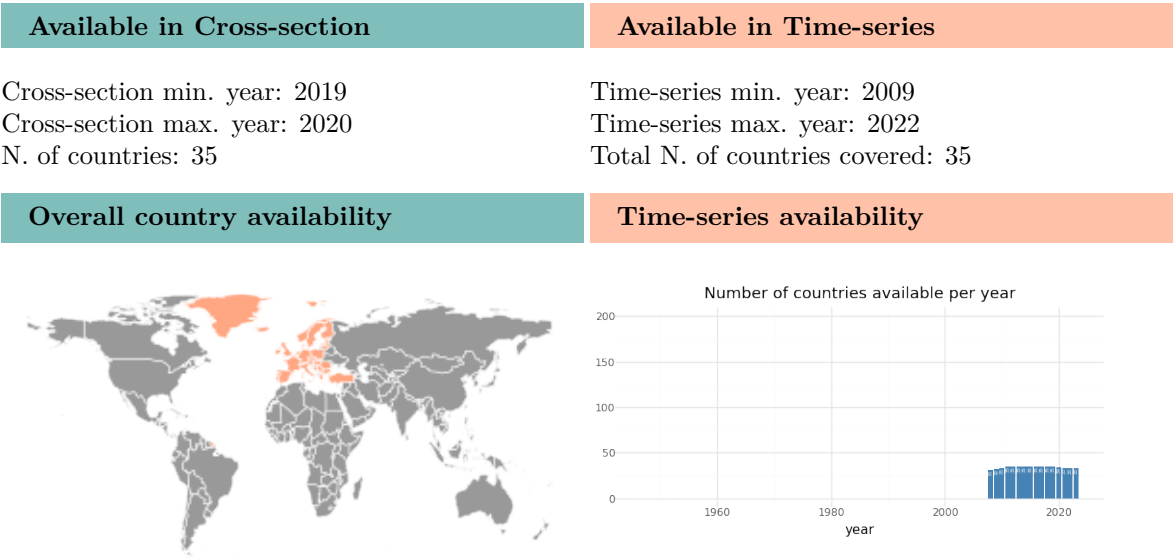 Available in Cross-section
Available in Time-series
Cross-section min. year: 2019
Cross-section max. year: 2020
N. of countries: 35
Time-series min. year: 2009
Time-series max. year: 2022
Total N. of countries covered: 35
Overall country availability
Time-series availability
Number of countries available per year
200
150
100
50
0
1960
1980
2000
2020
year